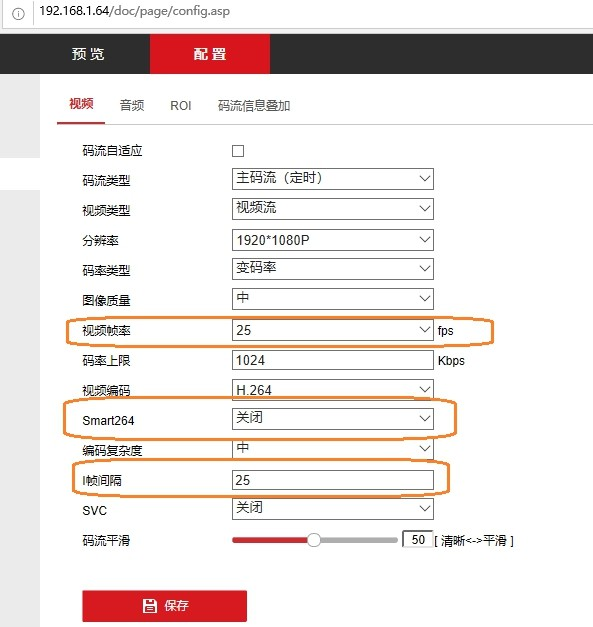 192.168.1.64/doc/page/config.asp
预 览 配 置
视频 音频 ROI 码流信息叠加
码流自适应
码流类型 主码流（定时）
视频类型 视频流
分辨率 1920*1080P
码率类型 变码率
图像质量 中
视频帧率 25 fps
码率上限 1024 Kbps
视频编码 H.264
Smart264 关闭
编码复杂度 中
I帧间隔 25
SVC 关闭
码流平滑 50 [ 清晰<->平滑 ]
保存